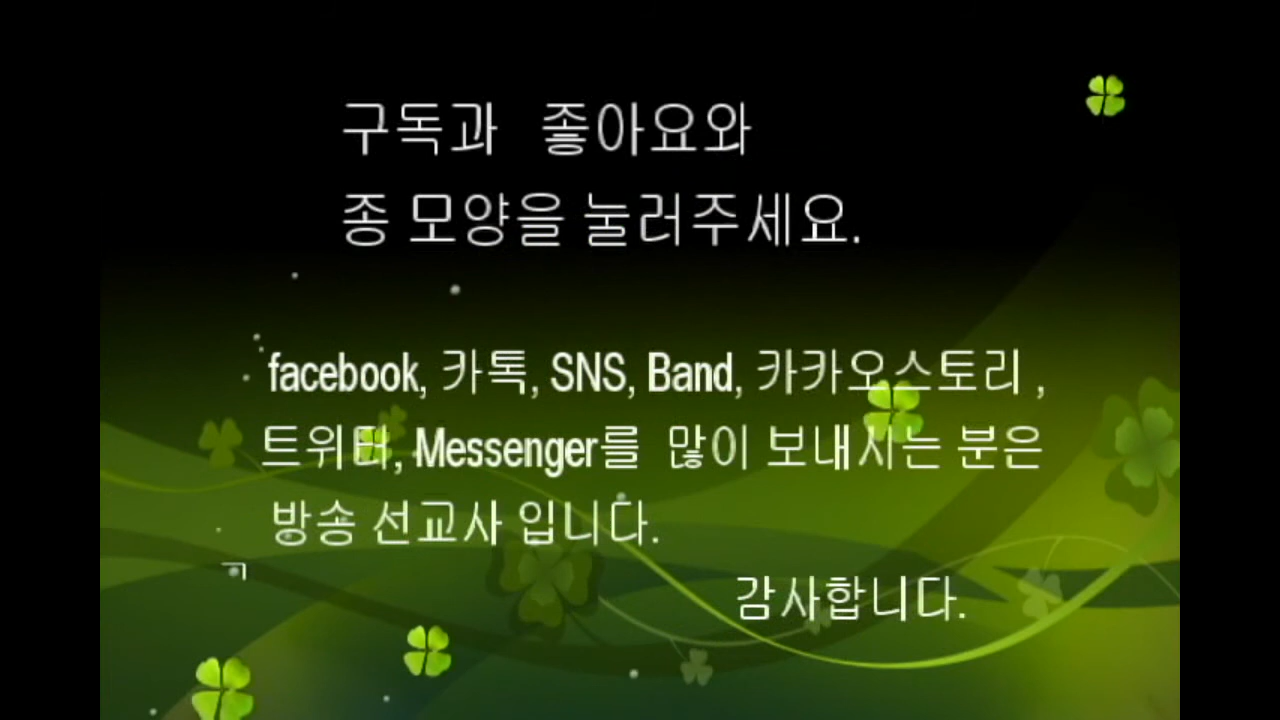 구독과 좋아요와
종 모양을 눌러주세요.
facebook, 카톡, SNS, Band, 카카오스토리 ,
트위터, Messenger를 많이 보내시는 분은
방송 선교사 입니다.
ㄱ
감사합니다.